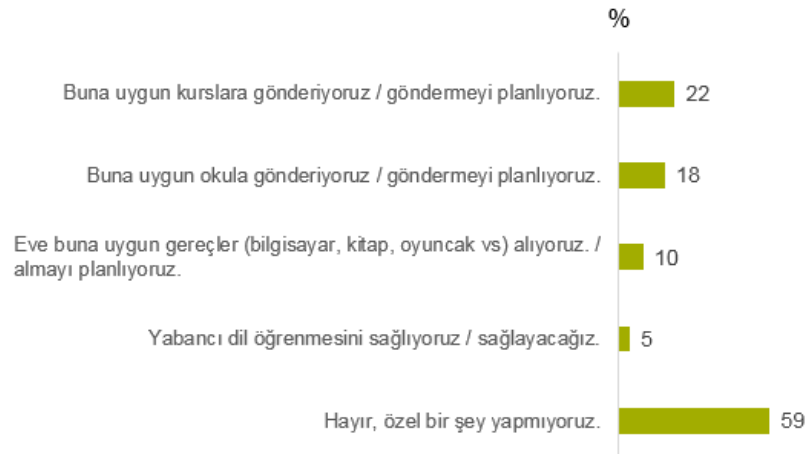 %
Buna uygun kurslara gönderiyoruz / göndermeyi planlıyoruz. 22
Buna uygun okula gönderiyoruz / göndermeyi planlıyoruz. 18
Eve buna uygun gereçler (bilgisayar, kitap, oyuncak vs) alıyoruz. /
almayı planlıyoruz. 10
Yabancı dil öğrenmesini sağlıyoruz / sağlayacağız. 5
Hayır, özel bir şey yapmıyoruz. 59